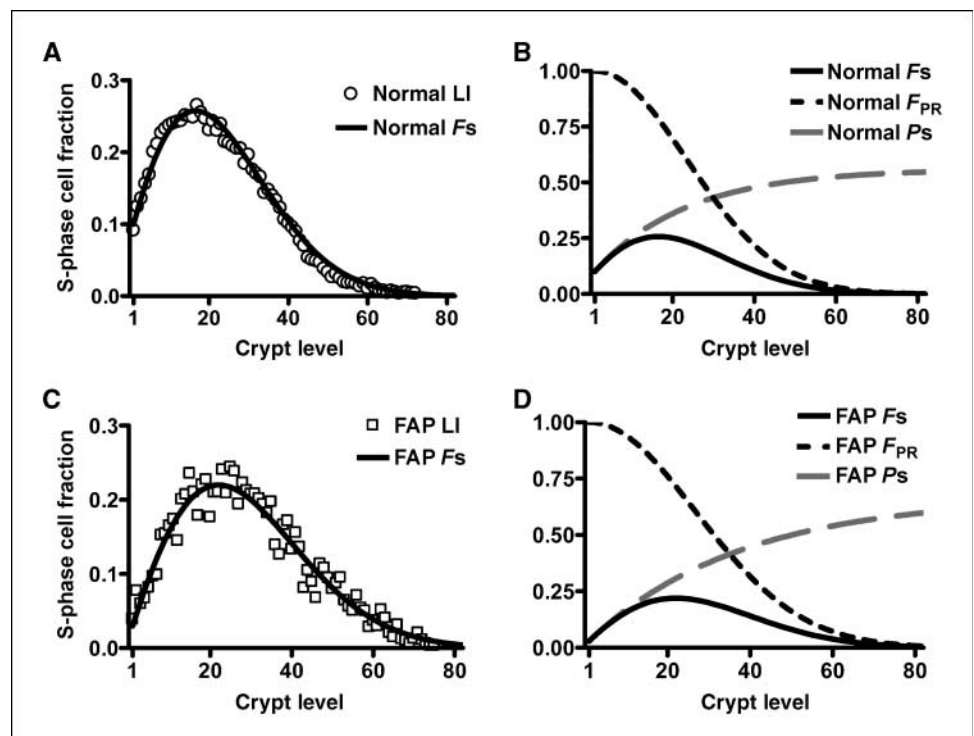 A
0.3
0.2
0.1
0.0
S-phase cell fraction
1 20 40 60 80
Crypt level
Normal LI
Normal Fs
B
1.00
0.75
0.50
0.25
0.00
1 20 40 60 80
Crypt level
Normal Fs
Normal FPR
Normal Ps
C
0.3
0.2
0.1
0.0
S-phase cell fraction
1 20 40 60 80
Crypt level
FAP LI
FAP Fs
D
1.00
0.75
0.50
0.25
0.00
1 20 40 60 80
Crypt level
FAP Fs
FAP FPR
FAP Ps